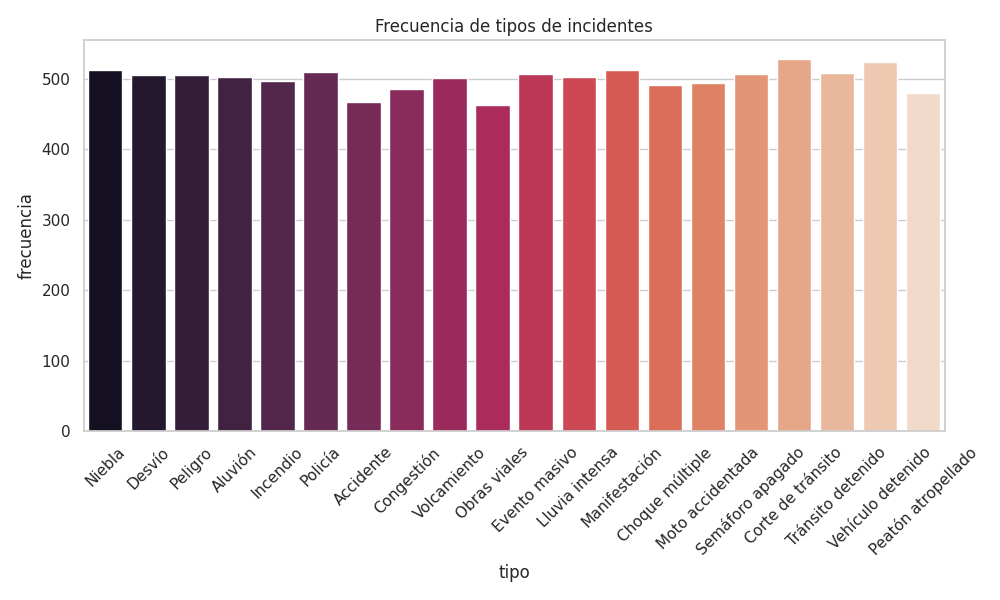 Frecuencia de tipos de incidentes
frecuencia
500
400
300
200
100
0
Niebla
Desvío
Peligro
Aluvión
Incendio
Policía
Accidente
Congestión
Volcamiento
Obras viales
Evento masivo
Lluvia intensa
Manifestación
Choque múltiple
Moto accidentada
Semáforo apagado
Corte de tránsito
Tránsito detenido
Vehículo detenido
Peatón atropellado
tipo